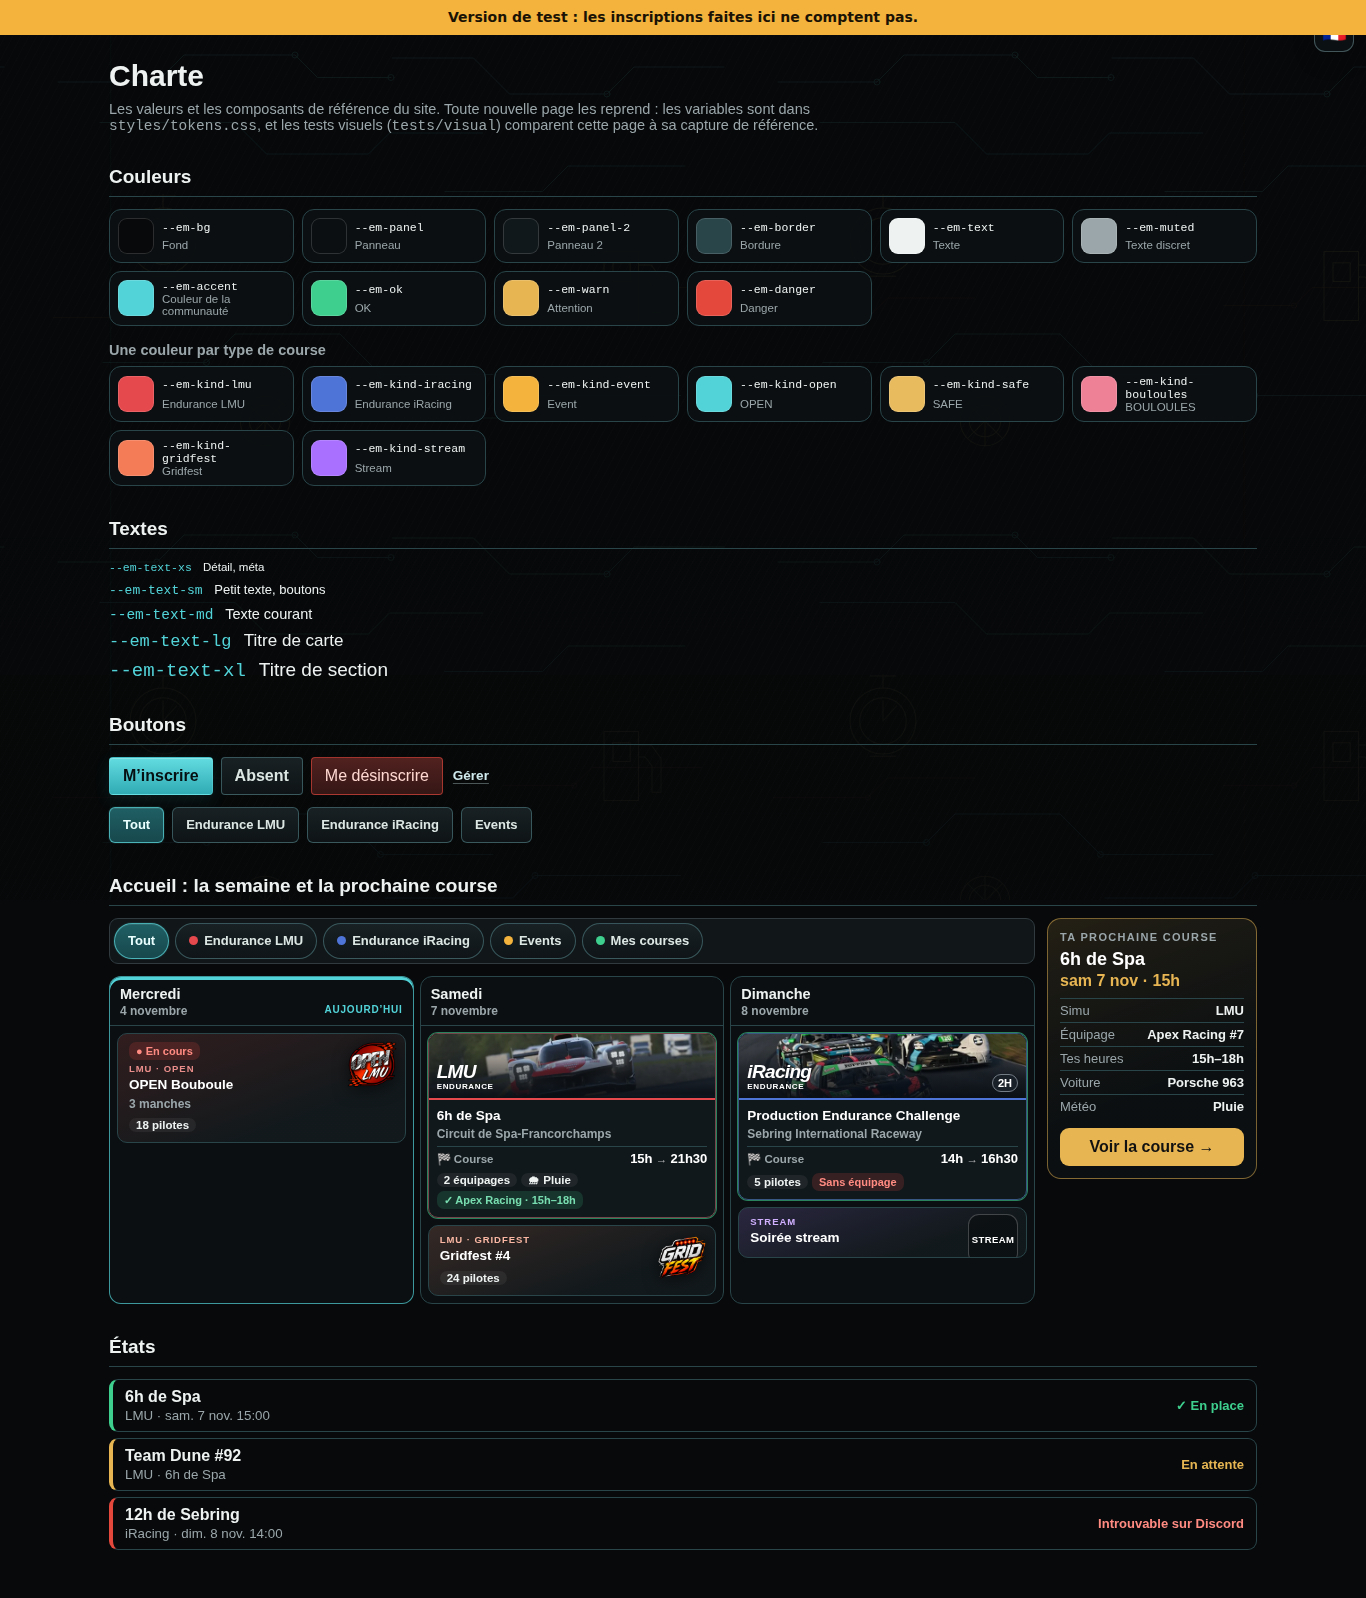 Version de test : les inscriptions faites ici ne comptent pas.
Charte
Les valeurs et les composants de référence du site. Toute nouvelle page les reprend : les variables sont dans
styles/tokens.css, et les tests visuels (tests/visual) comparent cette page à sa capture de référence.
Couleurs
--em-bg
Fond
--em-panel
Panneau
--em-panel-2
Panneau 2
--em-border
Bordure
--em-text
Texte
--em-muted
Texte discret
--em-accent
Couleur de la
communauté
--em-ok
OK
--em-warn
Attention
--em-danger
Danger
Une couleur par type de course
--em-kind-lmu
Endurance LMU
--em-kind-iracing
Endurance iRacing
--em-kind-event
Event
--em-kind-open
OPEN
--em-kind-safe
SAFE
--em-kind-
bouloules
BOULOULES
--em-kind-
gridfest
Gridfest
--em-kind-stream
Stream
Textes
--em-text-xs Détail, méta
--em-text-sm Petit texte, boutons
--em-text-md Texte courant
--em-text-lg Titre de carte
--em-text-xl Titre de section
Boutons
M’inscrire Absent Me désinscrire Gérer
Tout Endurance LMU Endurance iRacing Events
Accueil : la semaine et la prochaine course
Tout Endurance LMU Endurance iRacing Events Mes courses
Mercredi
4 novembre AUJOURD’HUI
● En cours
LMU · OPEN
OPEN Bouboule
3 manches
18 pilotes
OPEN
LMU
Samedi
7 novembre
LMU
ENDURANCE
6h de Spa
Circuit de Spa-Francorchamps
🏁 Course 15h → 21h30
2 équipages 🌧 Pluie
✓ Apex Racing · 15h–18h
LMU · GRIDFEST
Gridfest #4
24 pilotes
GRID
FEST
Dimanche
8 novembre
iRacing
ENDURANCE
2H
Production Endurance Challenge
Sebring International Raceway
🏁 Course 14h → 16h30
5 pilotes Sans équipage
STREAM
Soirée stream
STREAM
TA PROCHAINE COURSE
6h de Spa
sam 7 nov · 15h
Simu LMU
Équipage Apex Racing #7
Tes heures 15h–18h
Voiture Porsche 963
Météo Pluie
Voir la course →
États
6h de Spa
LMU · sam. 7 nov. 15:00
✓ En place
Team Dune #92
LMU · 6h de Spa
En attente
12h de Sebring
iRacing · dim. 8 nov. 14:00
Introuvable sur Discord